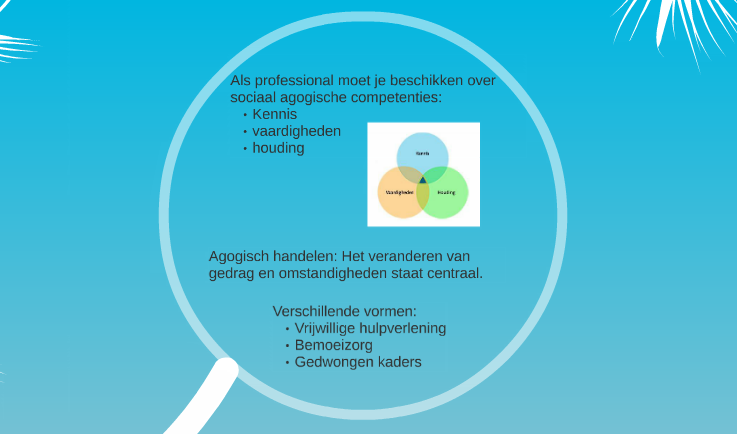 Als professional moet je beschikken over
sociaal agogische competenties:
• Kennis
• vaardigheden
• houding
Kennis
Vaardigheden
Houding
Agogisch handelen: Het veranderen van
gedrag en omstandigheden staat centraal.
Verschillende vormen:
• Vrijwillige hulpverlening
• Bemoeizorg
• Gedwongen kaders